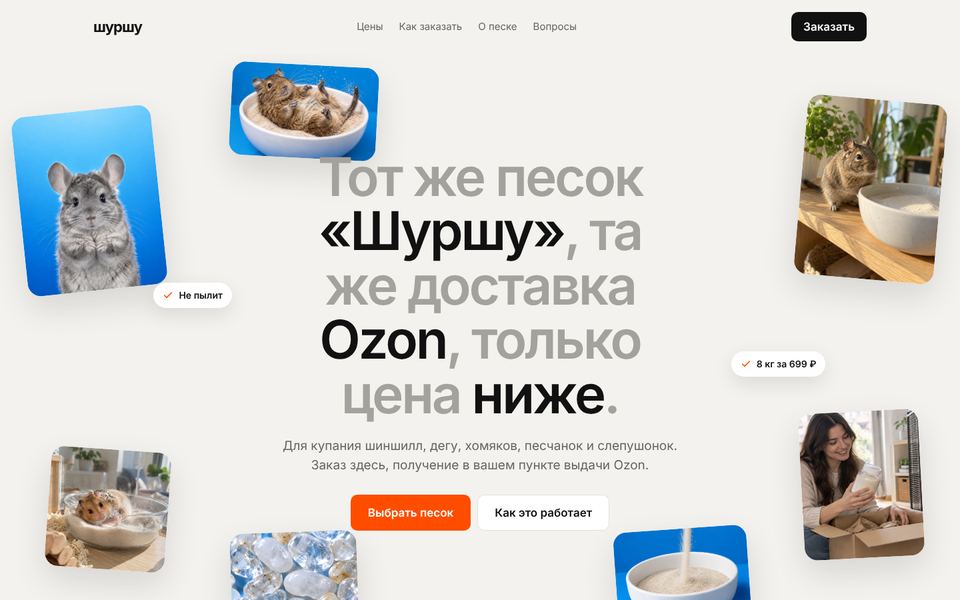 шуршу
Цены
Как заказать
О песке
Вопросы
Заказать
Тот же песок
«Шуршу», та
же доставка
Ozon, только
цена ниже.
Не пылит
8 кг за 699 ₽
Для купания шиншилл, дегу, хомяков, песчанок и слепушонок.
Заказ здесь, получение в вашем пункте выдачи Ozon.
Выбрать песок
Как это работает